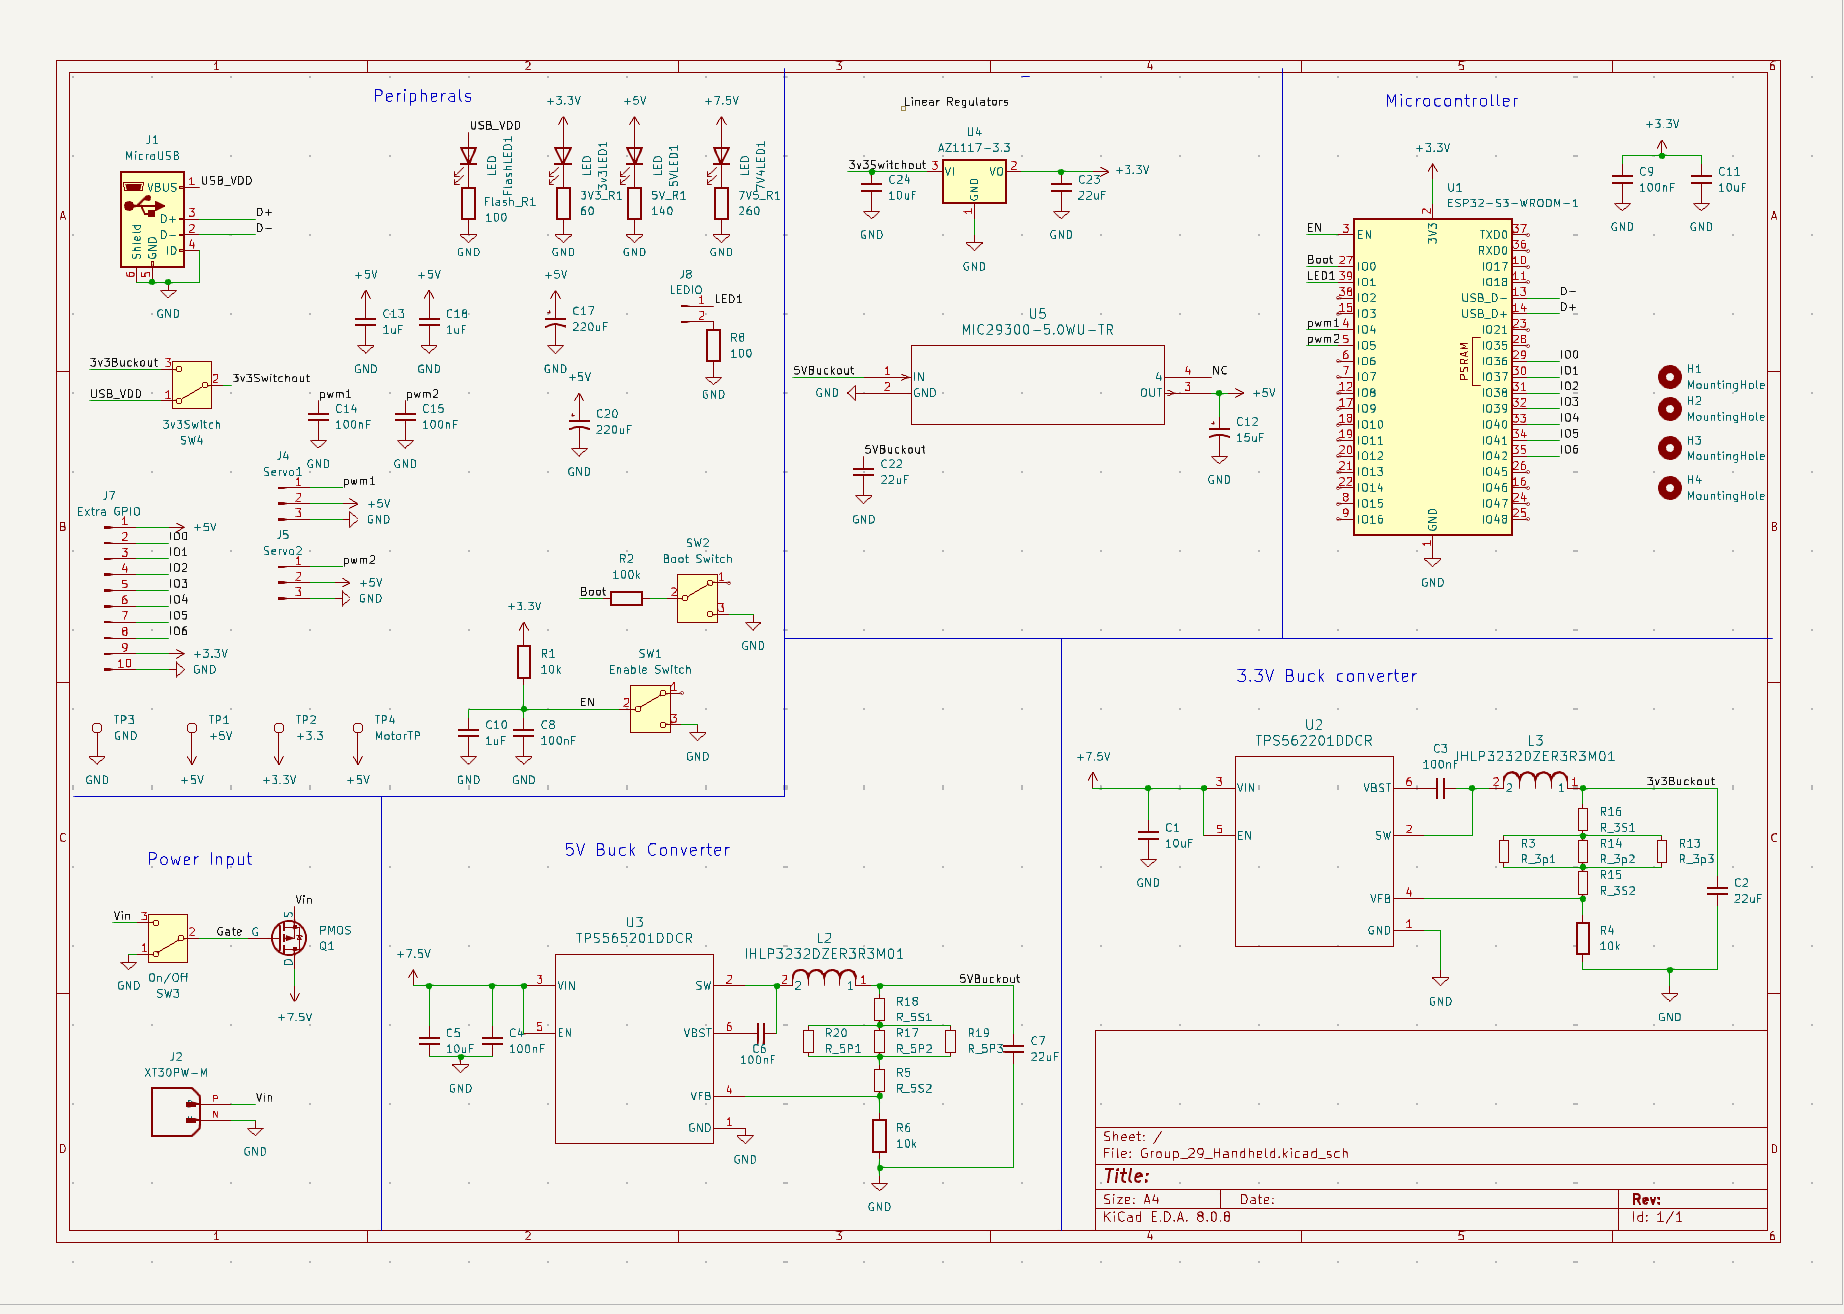 1 2 3 4 5 6
A
B
C
D
Peripherals
J1
MicroUSB
VBUS 1 USB_VDD
D+ 3 D+
D- 2 D-
ID 4
Shield
GND
6 5
GND
USB_VDD
LED
FlashLED1
Flash_R1
100
GND
+3.3V
LED
3v3LED1
3V3_R1
60
GND
+5V
LED
5VLED1
5V_R1
140
GND
+7.5V
LED
7V4LED1
7V5_R1
260
GND
+5V
C13
1uF
GND
+5V
C18
1uF
GND
+5V
C17
220uF
GND
J8
LEDIO
1 LED1
2
R8
100
GND
3v3Buckout 3
USB_VDD 1
2 3v3Switchout
3v3Switch
SW4
pwm1
C14
100nF
GND
pwm2
C15
100nF
GND
+5V
C20
220uF
GND
J4
Servo1
1 pwm1
2 +5V
3 GND
J5
Servo2
1 pwm2
2 +5V
3 GND
J7
Extra GPIO
1 +5V
2 IO0
3 IO1
4 IO2
5 IO3
6 IO4
7 IO5
8 IO6
9 +3.3V
10 GND
SW2
Boot Switch
R2
100k
Boot
2 1
3
GND
+3.3V
R1
10k
SW1
Enable Switch
EN 2 1
3
GND
C10
1uF
GND
C8
100nF
GND
TP3
GND
GND
TP1
+5V
+5V
TP2
+3.3
+3.3V
TP4
MotorTP
+5V
Linear Regulators
U4
AZ1117-3.3
3v3Switchout 3 VI VO 2 +3.3V
GND
1
C24
10uF
GND
GND
C23
22uF
GND
U5
MIC29300-5.0WU-TR
5VBuckout 1 IN 4 4 NC
GND 2 GND OUT 3 +5V
C12
15uF
GND
5VBuckout
C22
22uF
GND
Microcontroller
+3.3V
C9
100nF
GND
C11
10uF
GND
+3.3V
2
U1
ESP32-S3-WROOM-1
3V3
EN 3 EN
Boot 27 IO0
LED1 39 IO1
38 IO2
15 IO3
pwm1 4 IO4
pwm2 5 IO5
6 IO6
7 IO7
12 IO8
17 IO9
18 IO10
19 IO11
20 IO12
21 IO13
22 IO14
8 IO15
9 IO16
TXD0 37
RXD0 36
IO17 10
IO18 11
USB_D- 13 D-
USB_D+ 14 D+
IO21 23
IO35 28
IO36 29 IO0
IO37 30 IO1
IO38 31 IO2
IO39 32 IO3
IO40 33 IO4
IO41 34 IO5
IO42 35 IO6
IO45 26
IO46 16
IO47 24
IO48 25
PSRAM
GND
1
GND
H1
MountingHole
H2
MountingHole
H3
MountingHole
H4
MountingHole
Power Input
Vin 3
2 Gate G
1
GND
On/Off
SW3
Vin
S
D
PMOS
Q1
+7.5V
J2
XT30PW-M
P Vin
N
GND
5V Buck Converter
+7.5V
U3
TPS565201DDCR
3 VIN
5 EN
SW 2
VBST 6
VFB 4
GND 1
GND
C5
10uF
C4
100nF
GND
C6
100nF
L2
IHLP3232DZER3R3M01
2 2 1 1
5VBuckout
R18
R_5S1
R20
R_5P1
R17
R_5P2
R19
R_5P3
R5
R_5S2
R6
10k
C7
22uF
GND
3.3V Buck converter
+7.5V
U2
TPS562201DDCR
3 VIN
5 EN
VBST 6
SW 2
VFB 4
GND 1
GND
C1
10uF
GND
C3
100nF
L3
IHLP3232DZER3R3M01
2 2 1 1
3v3Buckout
R16
R_3S1
R3
R_3p1
R14
R_3p2
R13
R_3p3
R15
R_3S2
R4
10k
C2
22uF
GND
Sheet: /
File: Group_29_Handheld.kicad_sch
Title:
Size: A4 Date: Rev:
KiCad E.D.A. 8.0.8 Id: 1/1
1 2 3 4 5 6
A
B
C
D